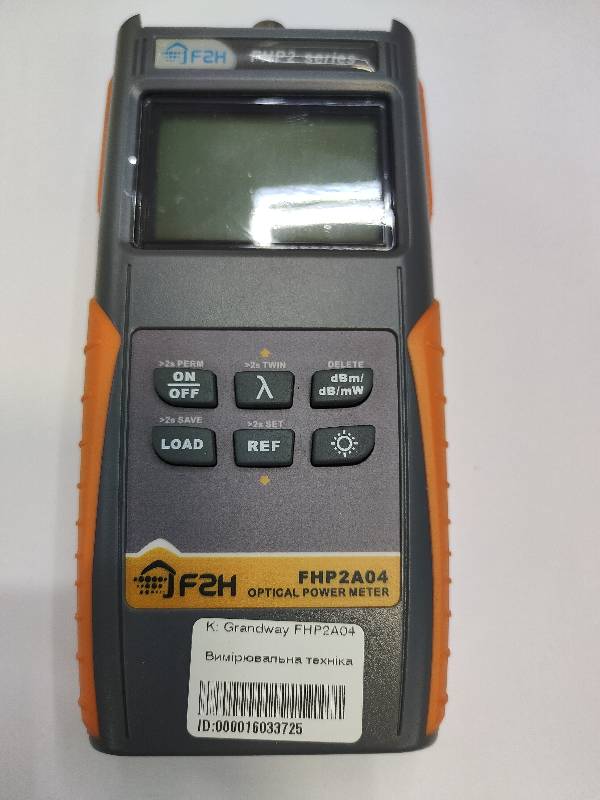 F2H FHP2 series
>2s PERM >2s TWIN DELETE
ON
OFF
λ
dBm/
dB/mW
>2s SAVE >2s SET
LOAD REF
F2H
FHP2A04
OPTICAL POWER METER
K: Grandway FHP2A04
Вимірювальна техніка
ID:000016033725